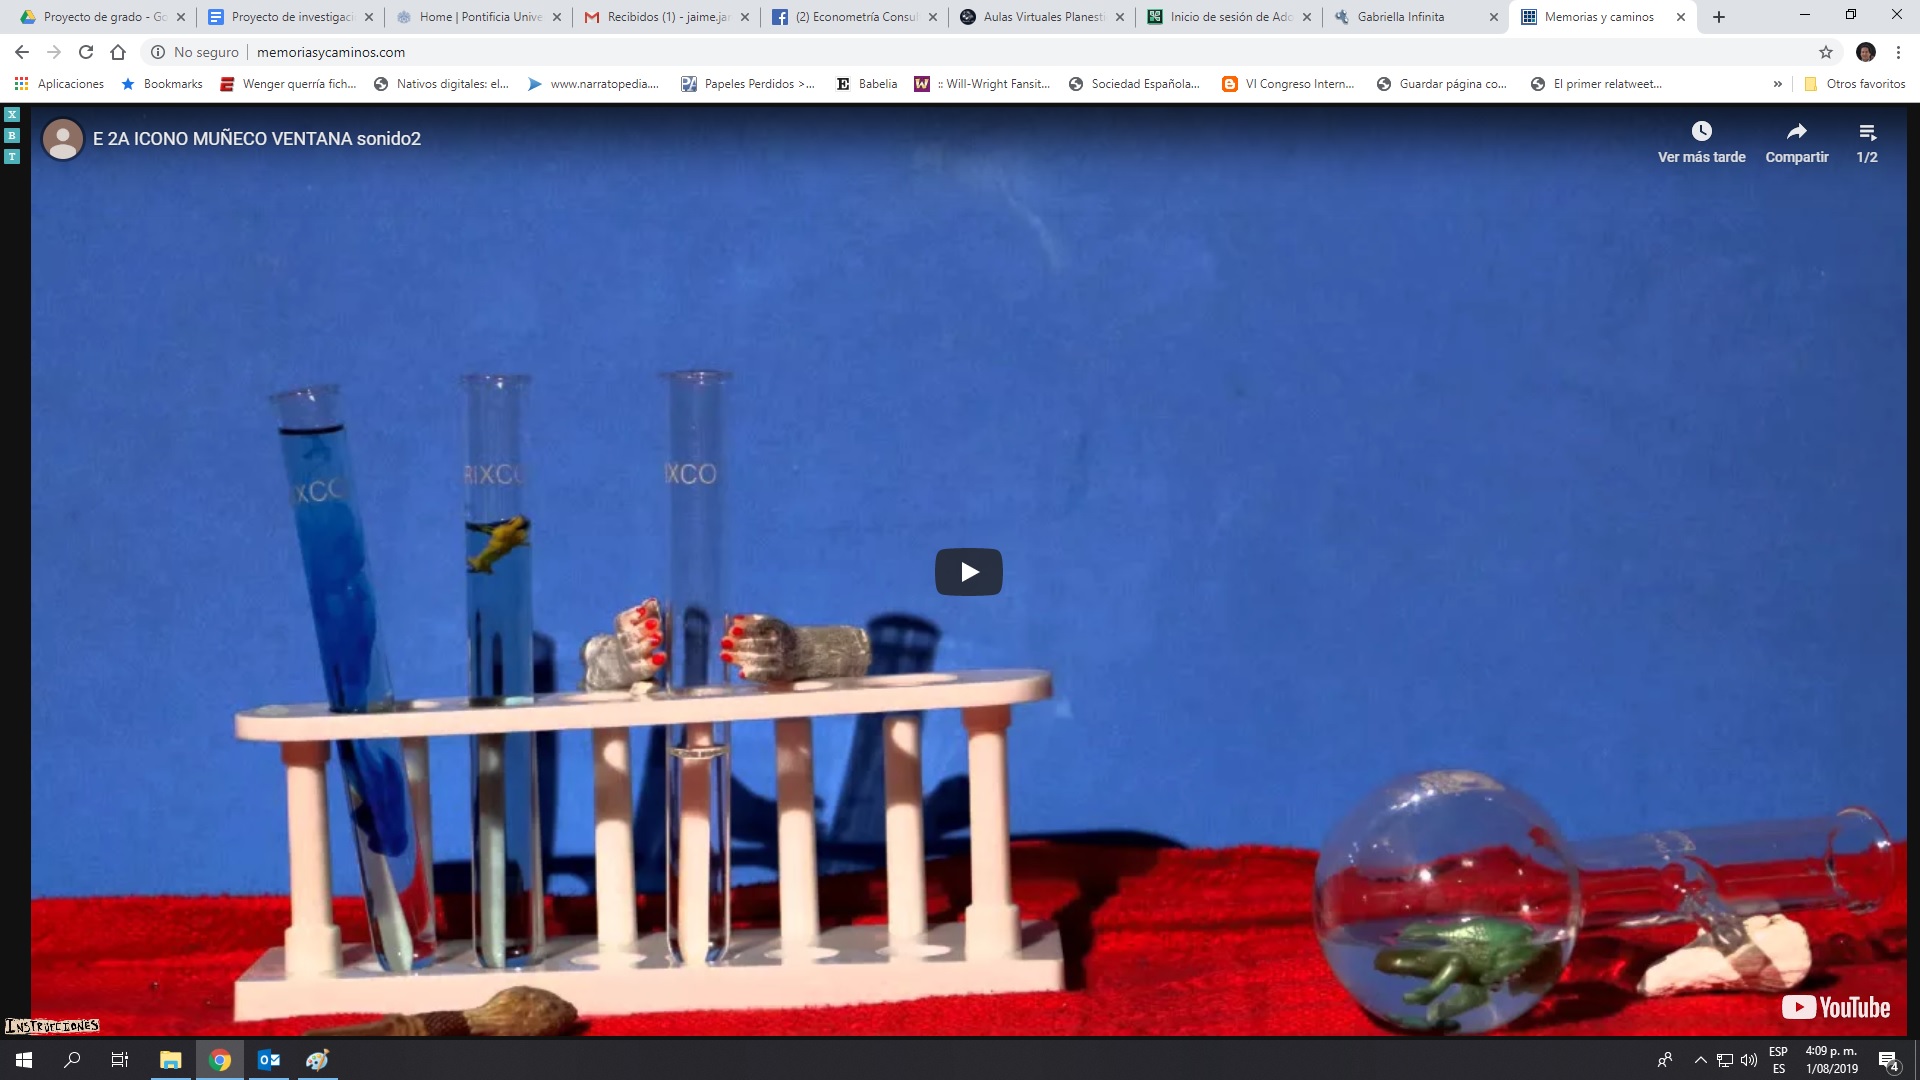 Proyecto de grado - Go
Proyecto de investigaci
Home | Pontificia Unive
Recibidos (1) - jaime.jar
(2) Econometría Consul
Aulas Virtuales Planesti
Inicio de sesión de Ado
Gabriella Infinita
Memorias y caminos
No seguro
memoriasycaminos.com
Aplicaciones
Bookmarks
Wenger querría fich...
Nativos digitales: el...
www.narratopedia....
Papeles Perdidos >...
Babelia
:: Will-Wright Fansit...
Sociedad Española...
VI Congreso Intern...
Guardar página co...
El primer relatweet...
»
Otros favoritos
X
B
T
E 2A ICONO MUÑECO VENTANA sonido2
Ver más tarde
Compartir
1/2
IXCO
RIXCO
IXCO
YouTube
INSTRUCCIONES
ESP
ES
4:09 p. m.
1/08/2019
4